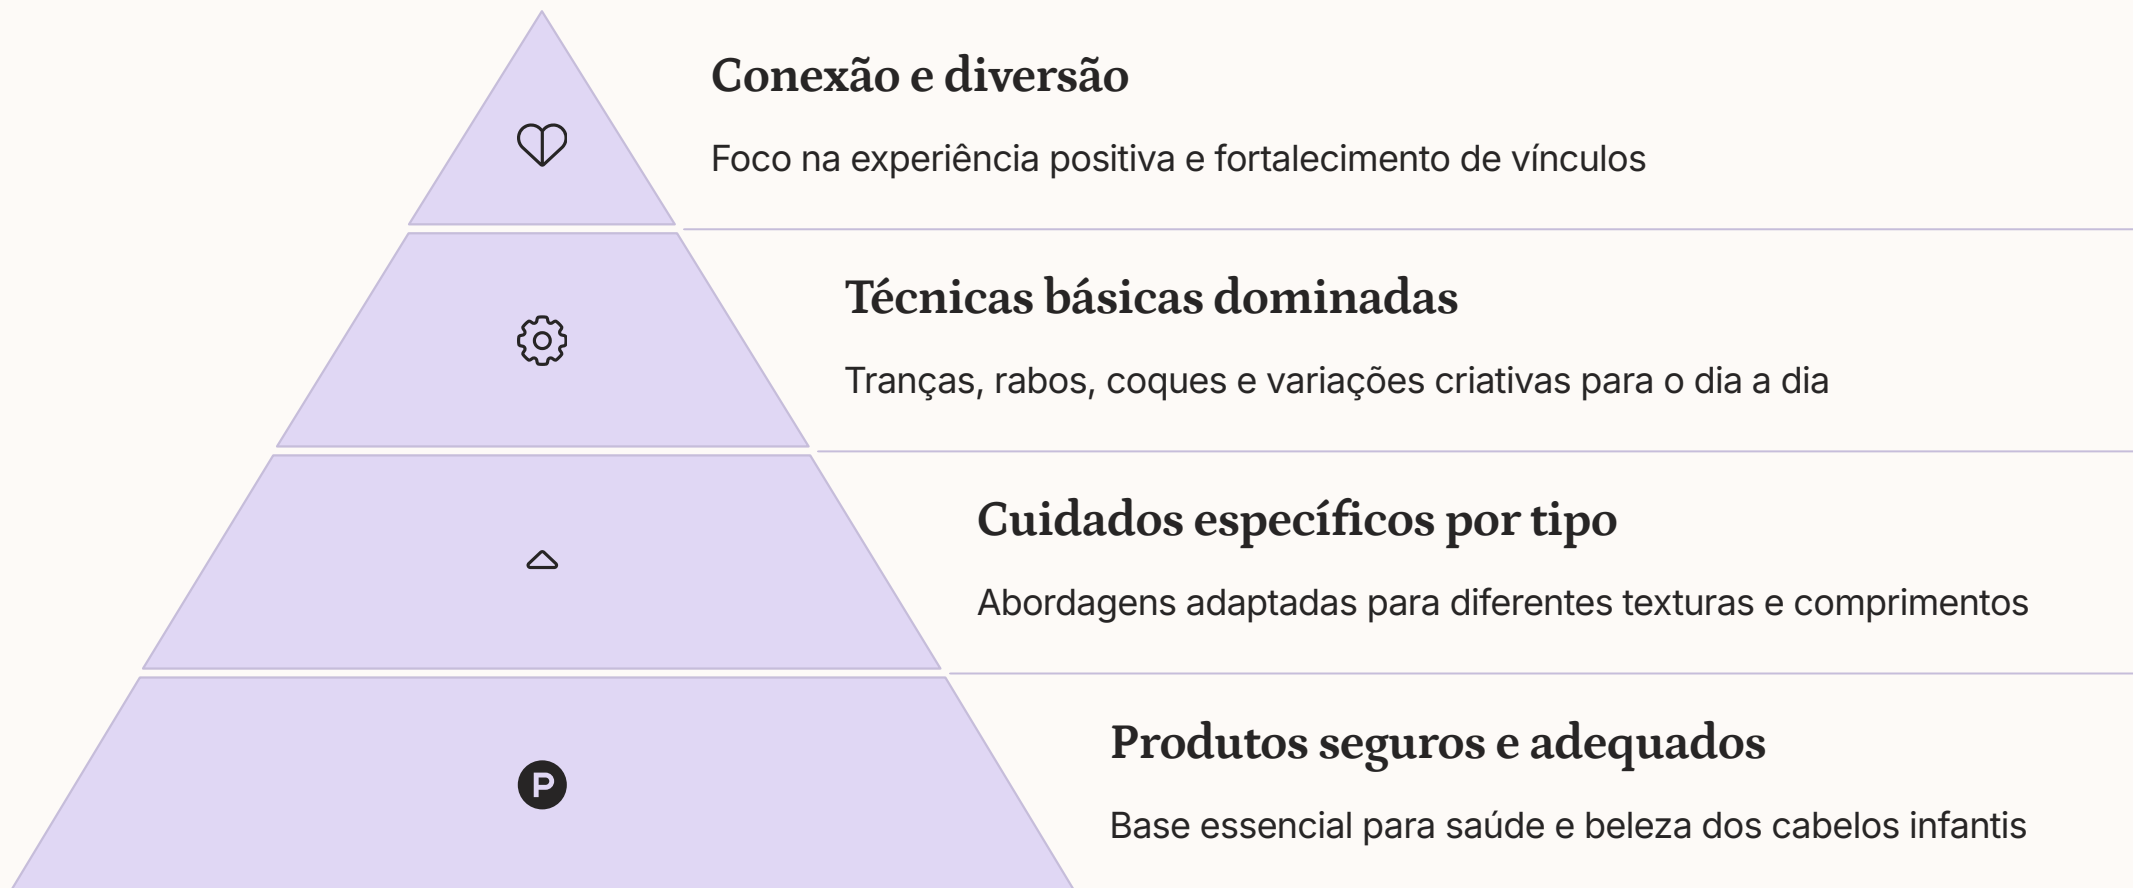 Conexão e diversão
Foco na experiência positiva e fortalecimento de vínculos
Técnicas básicas dominadas
Tranças, rabos, coques e variações criativas para o dia a dia
Cuidados específicos por tipo
Abordagens adaptadas para diferentes texturas e comprimentos
P
Produtos seguros e adequados
Base essencial para saúde e beleza dos cabelos infantis